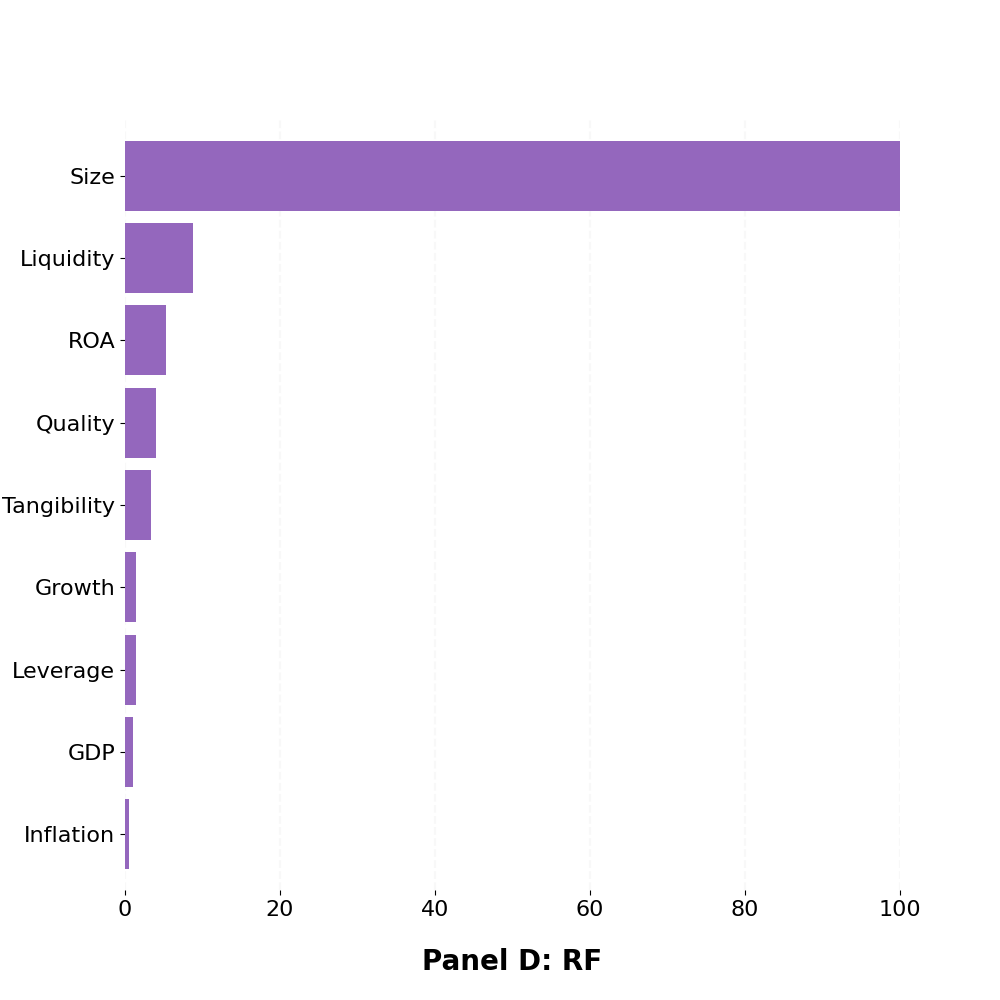 Size
Liquidity
ROA
Quality
Tangibility
Growth
Leverage
GDP
Inflation
0 20 40 60 80 100
Panel D: RF